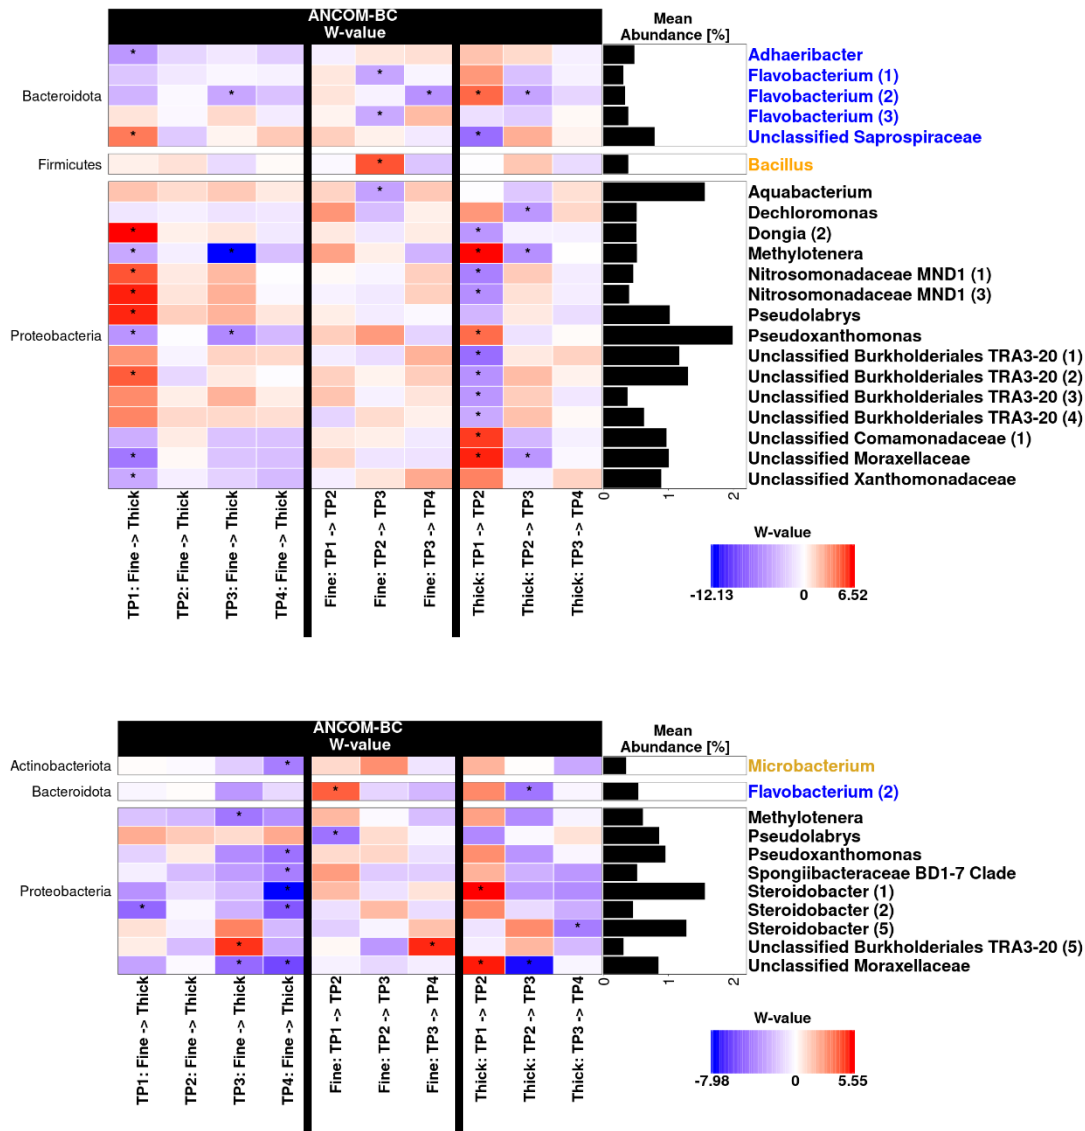 ANCOM-BC
W-value
Mean
Abundance [%]
Bacteroidota
Adhaeribacter
*
Flavobacterium (1)
*
Flavobacterium (2)
* * * *
Flavobacterium (3)
*
Unclassified Saprospiraceae
* *
Firmicutes
Bacillus
*
Proteobacteria
Aquabacterium
*
Dechloromonas
*
Dongia (2)
* *
Methylotenera
* * * *
Nitrosomonadaceae MND1 (1)
* *
Nitrosomonadaceae MND1 (3)
* *
Pseudolabrys
*
Pseudoxanthomonas
* * *
Unclassified Burkholderiales TRA3-20 (1)
*
Unclassified Burkholderiales TRA3-20 (2)
* *
Unclassified Burkholderiales TRA3-20 (3)
*
Unclassified Burkholderiales TRA3-20 (4)
*
Unclassified Comamonadaceae (1)
*
Unclassified Moraxellaceae
* * *
Unclassified Xanthomonadaceae
*
0 1 2
TP1: Fine -> Thick
TP2: Fine -> Thick
TP3: Fine -> Thick
TP4: Fine -> Thick
Fine: TP1 -> TP2
Fine: TP2 -> TP3
Fine: TP3 -> TP4
Thick: TP1 -> TP2
Thick: TP2 -> TP3
Thick: TP3 -> TP4
W-value
-12.13 0 6.52
ANCOM-BC
W-value
Mean
Abundance [%]
Actinobacteriota
Microbacterium
*
Bacteroidota
Flavobacterium (2)
* *
Proteobacteria
Methylotenera
*
Pseudolabrys
*
Pseudoxanthomonas
*
Spongiibacteraceae BD1-7 Clade
*
Steroidobacter (1)
* *
Steroidobacter (2)
* *
Steroidobacter (5)
*
Unclassified Burkholderiales TRA3-20 (5)
* *
Unclassified Moraxellaceae
* * * *
0 1 2
TP1: Fine -> Thick
TP2: Fine -> Thick
TP3: Fine -> Thick
TP4: Fine -> Thick
Fine: TP1 -> TP2
Fine: TP2 -> TP3
Fine: TP3 -> TP4
Thick: TP1 -> TP2
Thick: TP2 -> TP3
Thick: TP3 -> TP4
W-value
-7.98 0 5.55